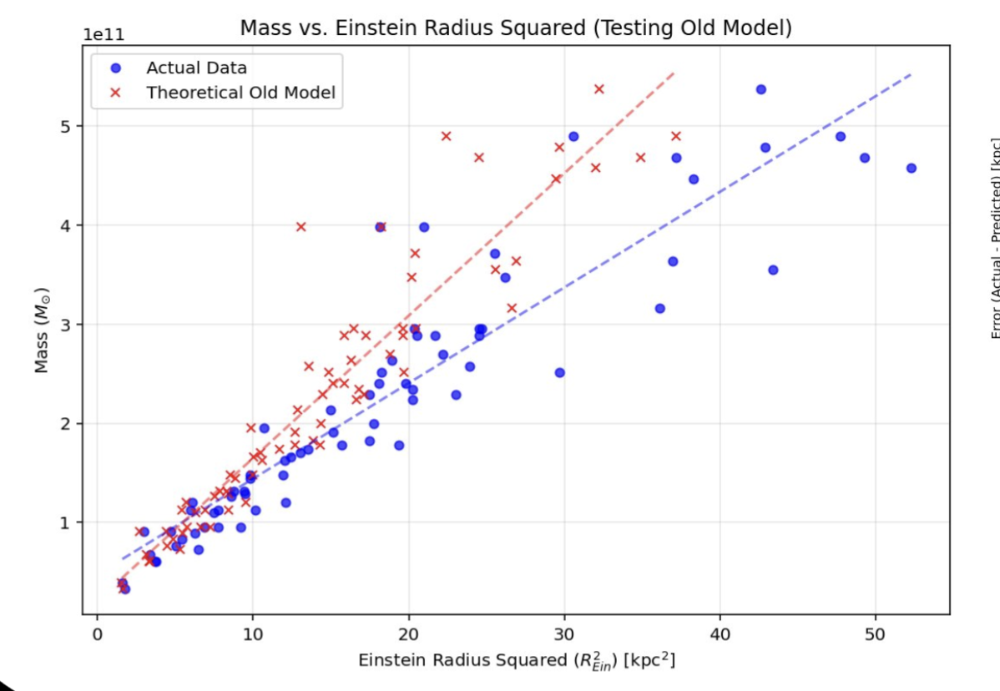 Mass vs. Einstein Radius Squared (Testing Old Model)
1e11
Actual Data
Theoretical Old Model
5
4
3
2
1
Mass (M⊙)
0 10 20 30 40 50
Einstein Radius Squared (R²Ein) [kpc²]
Error (Actual - Predicted) [kpc]